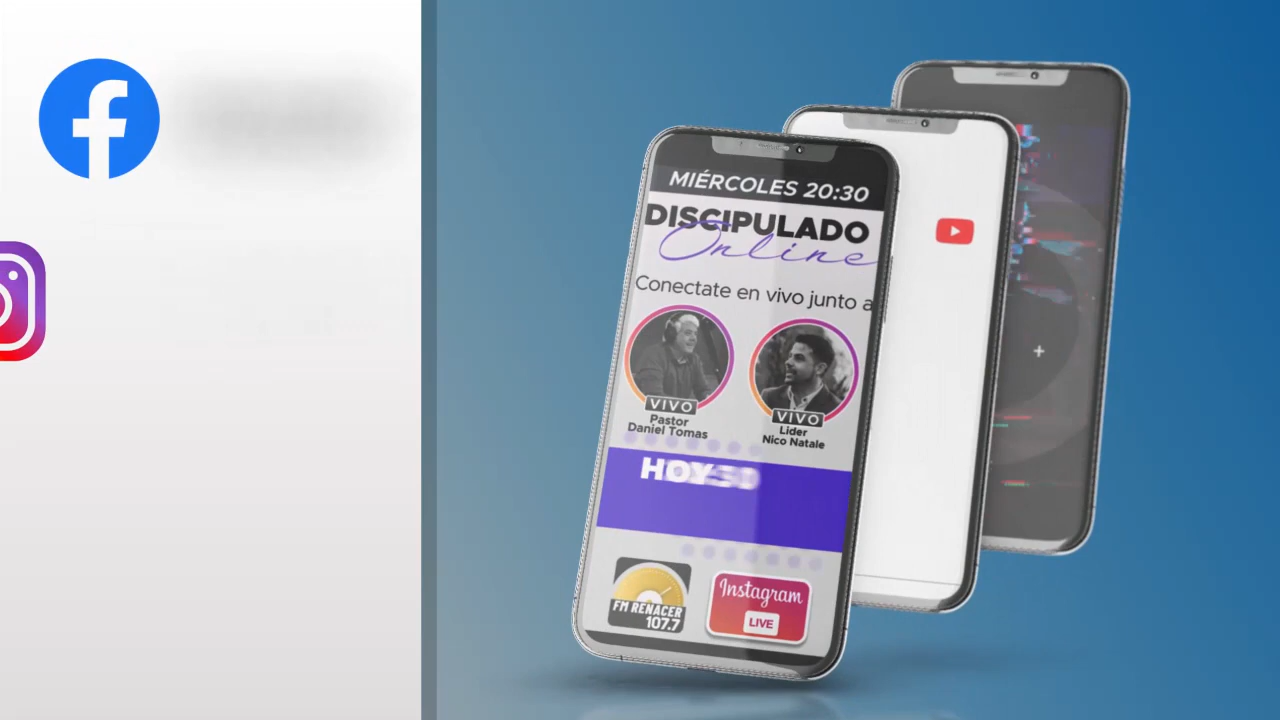 MIÉRCOLES 20:30
DISCIPULADO
Online
Conectate en vivo junto a
VIVO
Pastor
Daniel Tomas
VIVO
Lider
Nico Natale
HOY
FM RENACER
107.7
Instagram
LIVE